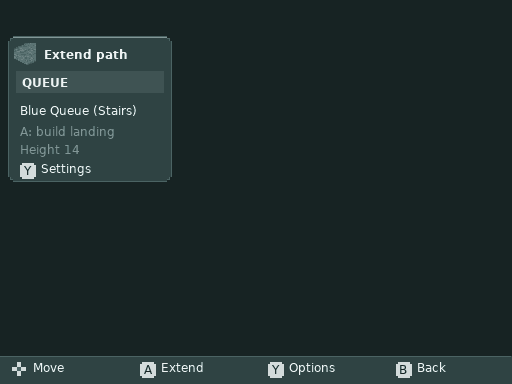 Extend path
QUEUE
Blue Queue (Stairs)
A: build landing
Height 14
Y Settings
Move A Extend Y Options B Back